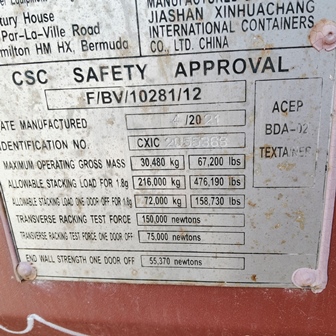 tury House
Par-La-Ville Road
milton HM HX, Bermuda
JIASHAN XINHUACHANG
INTERNATIONAL CONTAINERS
CO., LTD. CHINA
CSC SAFETY APPROVAL
F/BV/10281/12
ATE MANUFACTURED /20
IDENTIFICATION NO. CXIC
MAXIMUM OPERATING GROSS MASS 30,480 kg 67,200 lbs
ALLOWABLE STACKING LOAD FOR 1.8g 216,000 kg 476,190 lbs
ALLOWABLE STACKING LOAD ONE DOOR OFF FOR 1.8g 72,000 kg 158,730 lbs
TRANSVERSE RACKING TEST FORCE 150,000 newtons
TRANSVERSE RACKING TEST FORCE ONE DOOR OFF 75,000 newtons
END WALL STRENGTH ONE DOOR OFF 55,370 newtons
ACEP
BDA-02
TEXTAINER